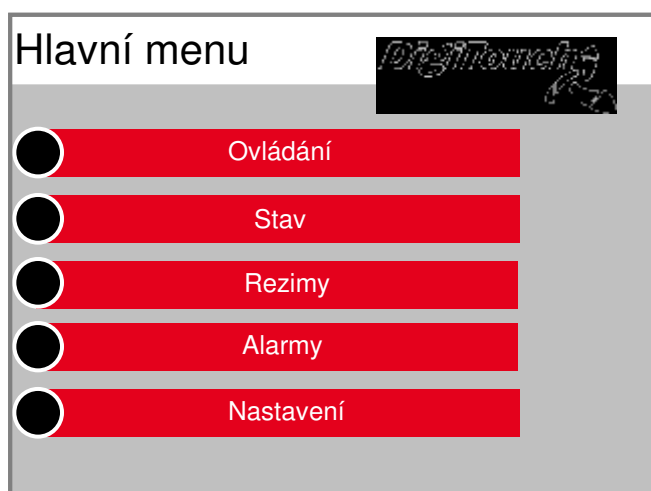 Hlavní menu
DigiTouch
Ovládání
Stav
Rezimy
Alarmy
Nastavení